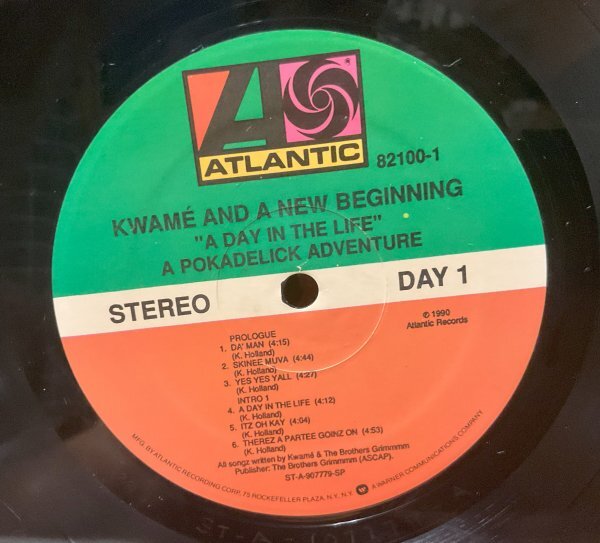 ATLANTIC
®
82100-1
KWAMÉ AND A NEW BEGINNING
"A DAY IN THE LIFE"
A POKADELICK ADVENTURE
STEREO
DAY 1
℗ 1990
Atlantic Records
PROLOGUE
1. DA' MAN (4:15)
(K. Holland)
2. SKINEE MUVA (4:44)
(K. Holland)
3. YES YES YALL (4:27)
(K. Holland)
INTRO 1
4. A DAY IN THE LIFE (4:12)
(K. Holland)
5. ITZ OH KAY (4:04)
(K. Holland)
6. THEREZ A PARTEE GOINZ ON (4:53)
(K. Holland)
All songz written by Kwamé & The Brothers Grimmmm
Publisher: The Brothers Grimmmm (ASCAP).
ST-A-907779-SP
MFG. BY ATLANTIC RECORDING CORP., 75 ROCKEFELLER PLAZA, N.Y., N.Y. A WARNER COMMUNICATIONS COMPANY